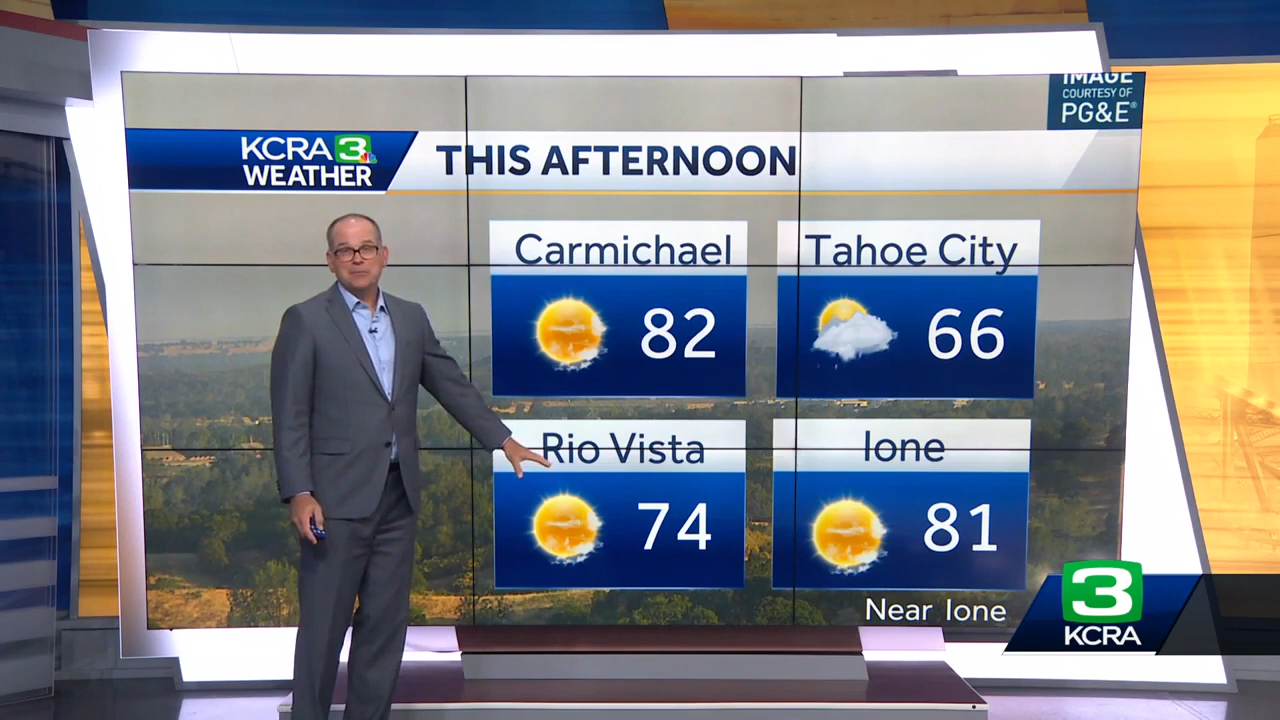 IMAGE
COURTESY OF
PG&E®
KCRA 3
WEATHER
THIS AFTERNOON
Carmichael
82
Tahoe City
66
Rio Vista
74
Ione
81
Near Ione
3
KCRA